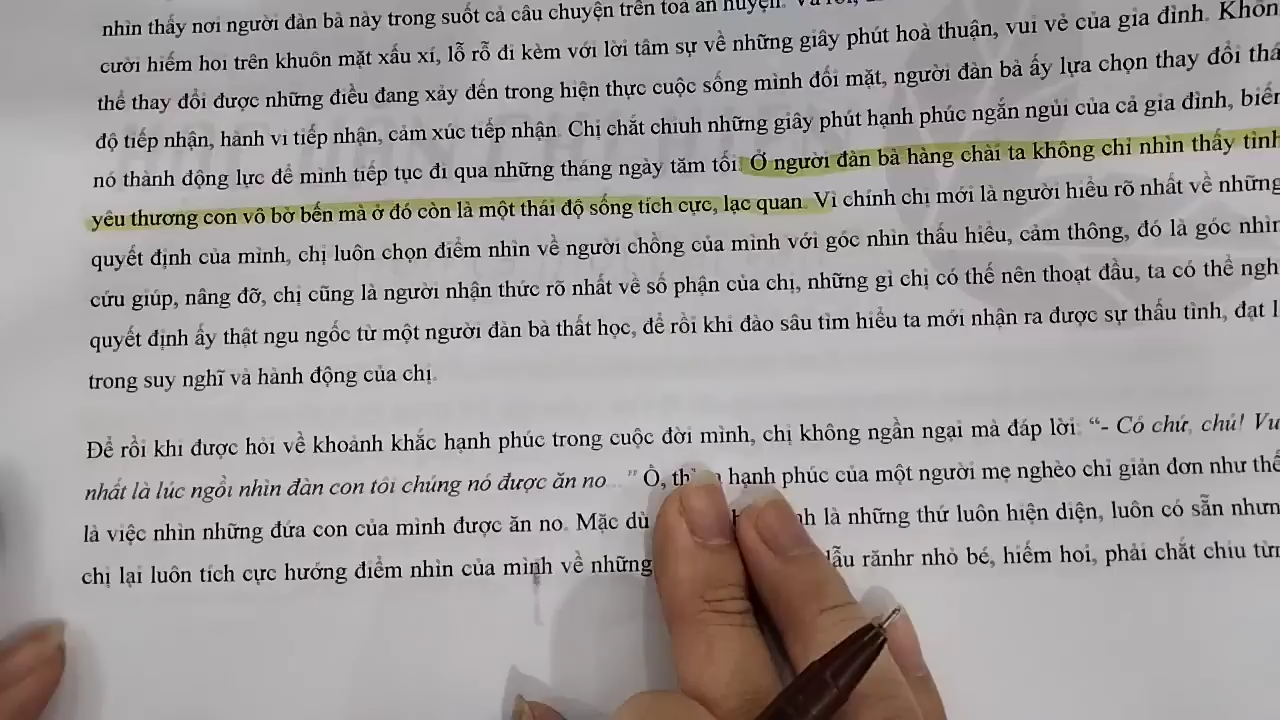 nhìn thấy nơi người đàn bà này trong suốt cả câu chuyện trên toà án huyện.
cười hiếm hoi trên khuôn mặt xấu xí, lỗ rỗ đi kèm với lời tâm sự về những giây phút hoà thuận, vui vẻ của gia đình. Khôn
thể thay đổi được những điều đang xảy đến trong hiện thực cuộc sống mình đối mặt, người đàn bà ấy lựa chọn thay đổi thá
độ tiếp nhận, hành vi tiếp nhận, cảm xúc tiếp nhận. Chị chắt chiuh những giây phút hạnh phúc ngắn ngủi của cả gia đình, biến
nó thành động lực để mình tiếp tục đi qua những tháng ngày tăm tối. Ở người đàn bà hàng chài ta không chỉ nhìn thấy tình
yêu thương con vô bờ bến mà ở đó còn là một thái độ sống tích cực, lạc quan. Vì chính chị mới là người hiểu rõ nhất về những
quyết định của mình, chị luôn chọn điểm nhìn về người chồng của mình với góc nhìn thấu hiểu, cảm thông, đó là góc nhìn
cứu giúp, nâng đỡ, chị cũng là người nhận thức rõ nhất về số phận của chị, những gì chị có thể nên thoạt đầu, ta có thể ngh
quyết định ấy thật ngu ngốc từ một người đàn bà thất học, để rồi khi đào sâu tìm hiểu ta mới nhận ra được sự thấu tình, đạt l
trong suy nghĩ và hành động của chị.
Để rồi khi được hỏi về khoảnh khắc hạnh phúc trong cuộc đời mình, chị không ngần ngại mà đáp lời: “- Có chứ, chú! Vu
nhất là lúc ngồi nhìn đàn con tôi chúng nó được ăn no...” Ồ, hạnh phúc của một người mẹ nghèo chỉ giản đơn như thế
là việc nhìn những đứa con của mình được ăn no. Mặc dù là những thứ luôn hiện diện, luôn có sẵn nhưn
chị lại luôn tích cực hướng điểm nhìn của mình về những rănhr nhỏ bé, hiếm hoi, phải chắt chiu từn